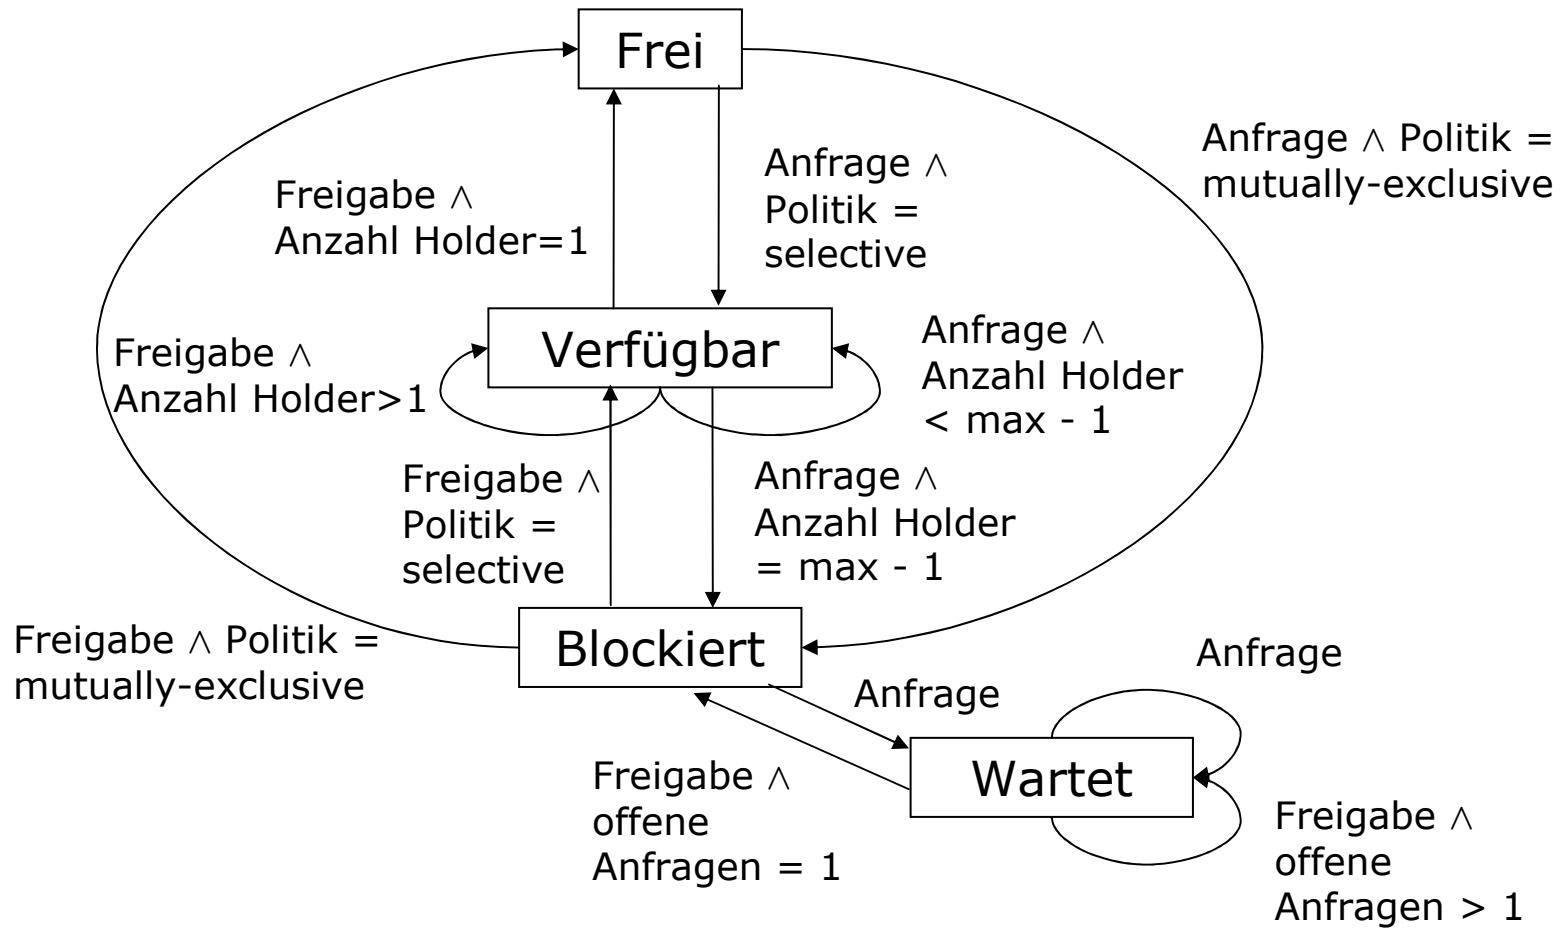 Frei
Anfrage ∧ Politik =
mutually-exclusive
Anfrage ∧
Politik =
selective
Freigabe ∧
Anzahl Holder=1
Verfügbar
Anfrage ∧
Anzahl Holder
< max - 1
Freigabe ∧
Anzahl Holder>1
Freigabe ∧
Politik =
selective
Anfrage ∧
Anzahl Holder
= max - 1
Blockiert
Freigabe ∧ Politik =
mutually-exclusive
Anfrage
Anfrage
Wartet
Freigabe ∧
offene
Anfragen = 1
Freigabe ∧
offene
Anfragen > 1